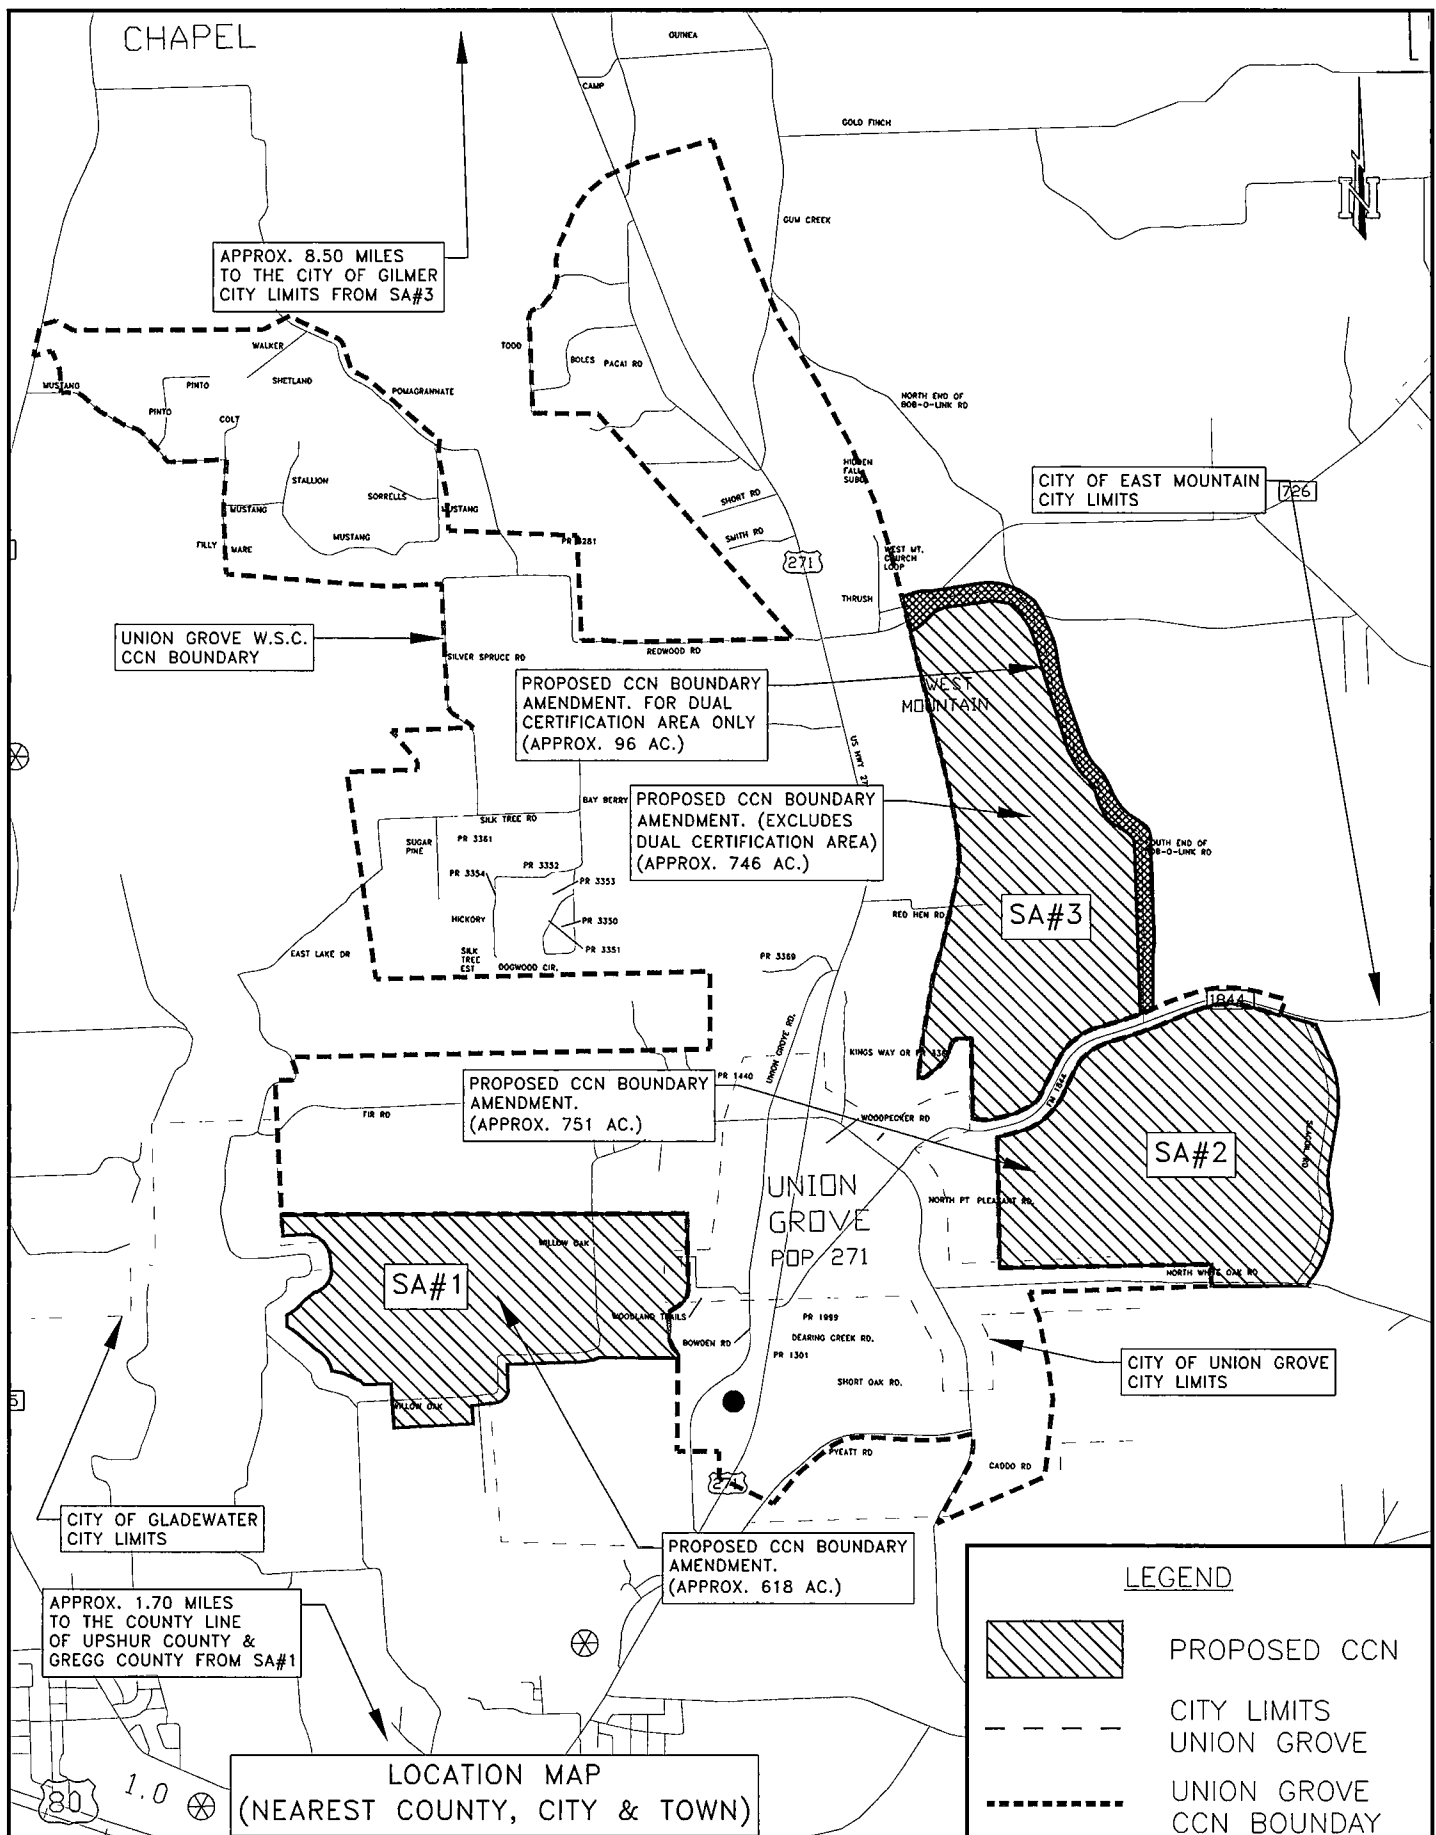 CHAPEL
GUINEA
CAMP
GOLD FINCH
N
GUM CREEK
APPROX. 8.50 MILES
TO THE CITY OF GILMER
CITY LIMITS FROM SA#3
WALKER
TODD
BOLES
PACAI RD
MUSTANG
PINTO
SHETLAND
POMAGRANNATE
NORTH END OF
BOB-O-LINK RD
PINTO
COLT
HIDDEN
FALL
SUBD.
CITY OF EAST MOUNTAIN
CITY LIMITS
726
STALLION
SORRELLS
SHORT RD
MUSTANG
MUSTANG
MUSTANG
SMITH RD
FILLY
MARE
PR 3281
271
WEST MT.
CHURCH
LOOP
THRUSH
UNION GROVE W.S.C.
CCN BOUNDARY
SILVER SPRUCE RD
REDWOOD RD
PROPOSED CCN BOUNDARY
AMENDMENT. FOR DUAL
CERTIFICATION AREA ONLY
(APPROX. 96 AC.)
WEST
MOUNTAIN
US HWY 27
BAY BERRY
PROPOSED CCN BOUNDARY
AMENDMENT. (EXCLUDES
DUAL CERTIFICATION AREA)
(APPROX. 746 AC.)
SILK TREE RD
SUGAR
PINE
PR 3361
OUTH END OF
OB-O-LINK RD
PR 3352
PR 3354
PR 3353
HICKORY
PR 3350
PR 3351
RED HEN RD
SA#3
EAST LAKE DR
SILK
TREE
EST
DOGWOOD CIR.
PR 3369
1844
UNION GROVE RD.
KINGS WAY OR PR 336
PR 1440
PROPOSED CCN BOUNDARY
AMENDMENT.
(APPROX. 751 AC.)
FM 1844
FIR RD
WOODPECKER RD
SA#2
UNION
GROVE
POP 271
NORTH PT PLEASANT RD.
WILLOW OAK
NORTH WHITE OAK RD
SA#1
WOODLAND TRAILS
PR 1999
BOWDEN RD
DEARING CREEK RD.
PR 1301
CITY OF UNION GROVE
CITY LIMITS
SHORT OAK RD.
5
WILLOW OAK
PYEATT RD
CADDO RD
271
CITY OF GLADEWATER
CITY LIMITS
PROPOSED CCN BOUNDARY
AMENDMENT.
(APPROX. 618 AC.)
APPROX. 1.70 MILES
TO THE COUNTY LINE
OF UPSHUR COUNTY &
GREGG COUNTY FROM SA#1
LEGEND
PROPOSED CCN
CITY LIMITS
UNION GROVE
UNION GROVE
CCN BOUNDAY
LOCATION MAP
(NEAREST COUNTY, CITY & TOWN)
80
1.0